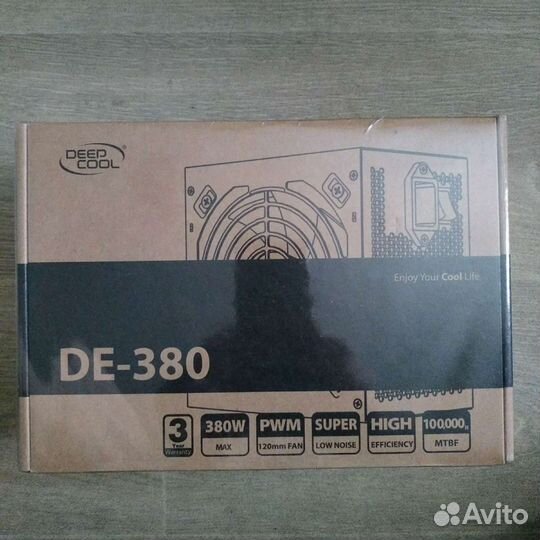 DEEP
COOL
Enjoy Your Cool Life
DE-380
3
Year
Warranty
380W
MAX
PWM
120mm FAN
SUPER
LOW NOISE
HIGH
EFFICIENCY
100,000H
MTBF
Avito